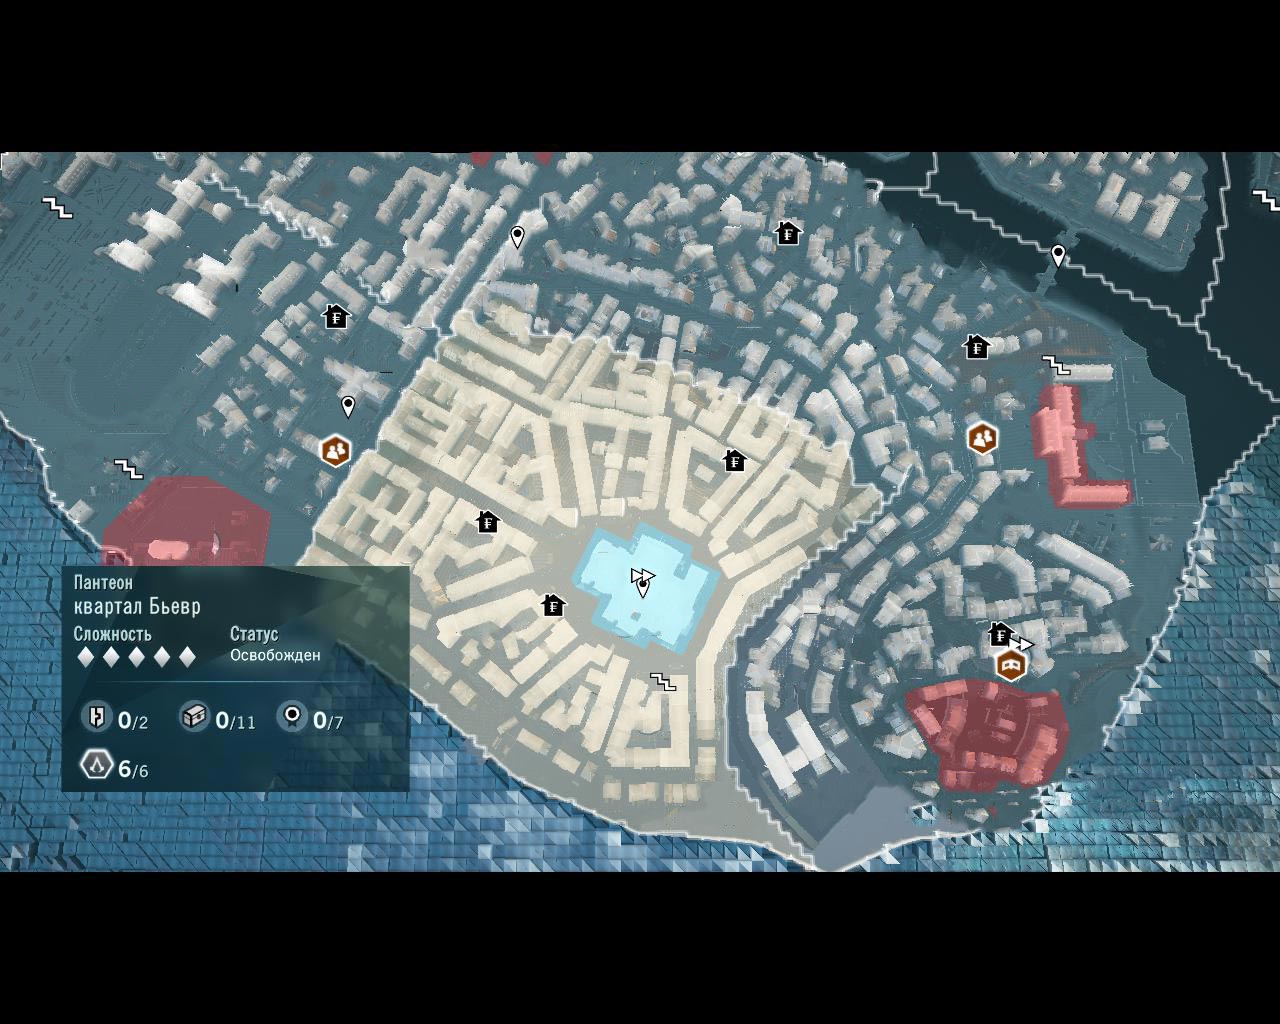 Пантеон
квартал Бьевр
Сложность Статус
Освобожден
0/2 0/11 0/7
6/6